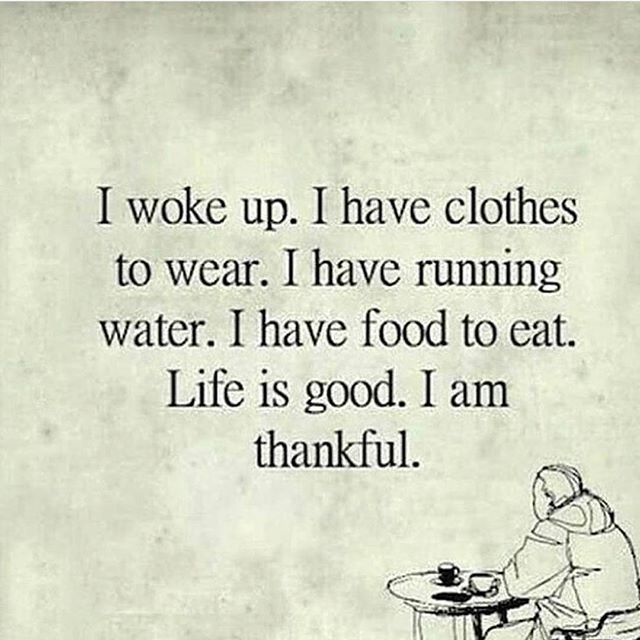 I woke up. I have clothes
to wear. I have running
water. I have food to eat.
Life is good. I am
thankful.